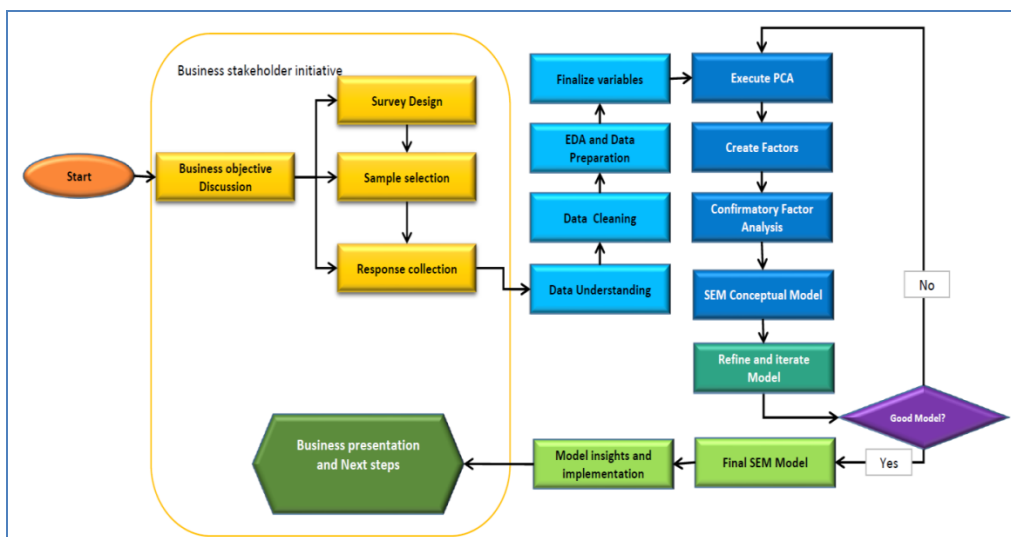 Business stakeholder initiative
Start
Business objective
Discussion
Survey Design
Sample selection
Response collection
Data Understanding
Data Cleaning
EDA and Data
Preparation
Finalize variables
Execute PCA
Create Factors
Confirmatory Factor
Analysis
SEM Conceptual Model
Refine and iterate
Model
Good Model?
No
Yes
Final SEM Model
Model insights and
implementation
Business presentation
and Next steps